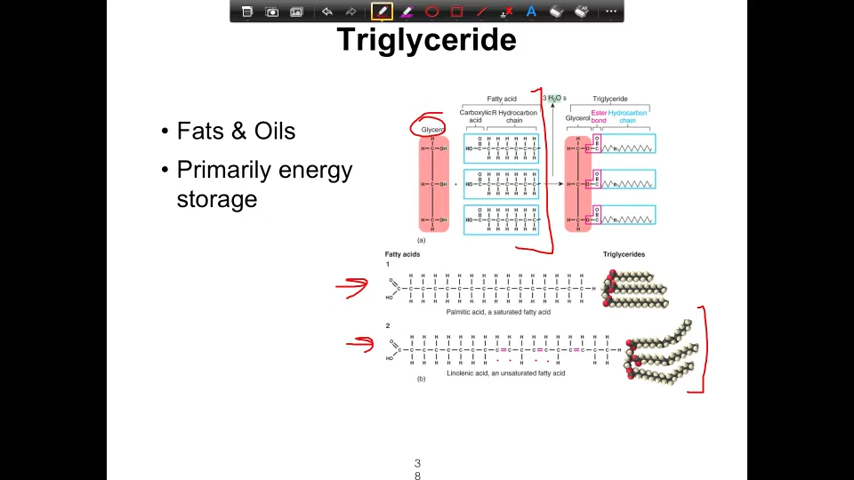 Triglyceride
• Fats & Oils
• Primarily energy
storage
Fatty acid
3 H₂O s
Triglyceride
Carboxylic
acid
R Hydrocarbon
chain
Glycerol
Ester
bond
Hydrocarbon
chain
Glycerol
(a)
Fatty acids
Triglycerides
1
Palmitic acid, a saturated fatty acid
2
Linolenic acid, an unsaturated fatty acid
(b)
3
8